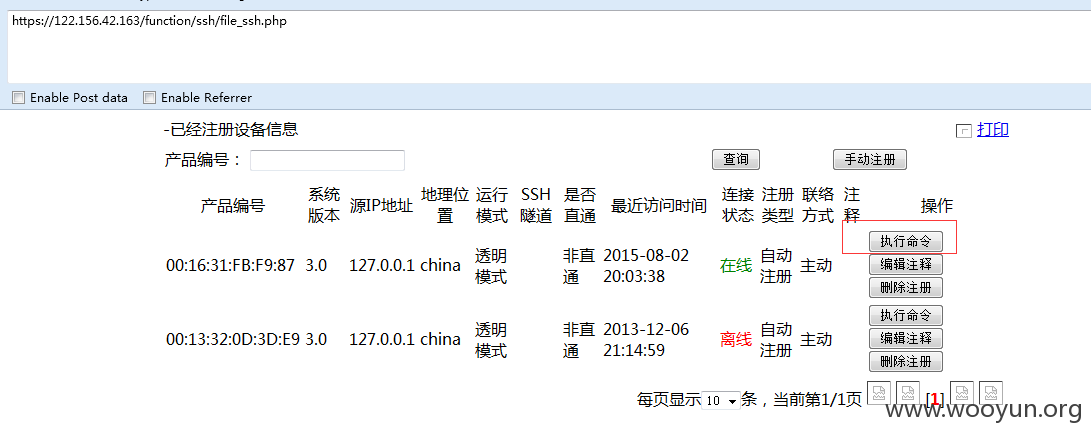 https://122.156.42.163/function/ssh/file_ssh.php
Enable Post data Enable Referrer
-已经注册设备信息 打印
产品编号： 查询 手动注册
产品编号 系统版本 源IP地址 地理位置 运行模式 SSH隧道 是否直通 最近访问时间 连接状态 注册类型 联络方式 注释 操作
00:16:31:FB:F9:87 3.0 127.0.0.1 china 透明模式 非直通 2015-08-02 20:03:38 在线 自动注册 主动 执行命令
编辑注释
删除注册
00:13:32:0D:3D:E9 3.0 127.0.0.1 china 透明模式 非直通 2013-12-06 21:14:59 离线 自动注册 主动 执行命令
编辑注释
删除注册
每页显示 10 条，当前第1/1页 [1]
www.wooyun.org